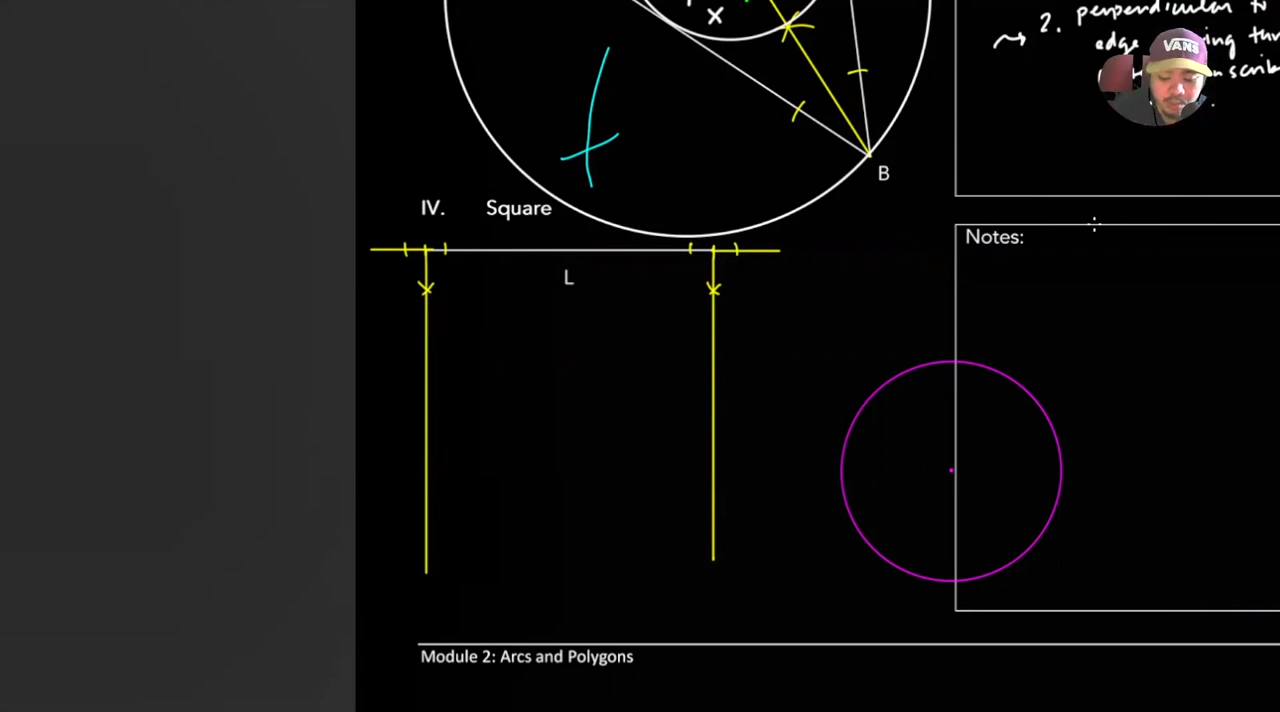 X
2. perpendicular to
edge
B
VANS
IV. Square
Notes:
L
Module 2: Arcs and Polygons